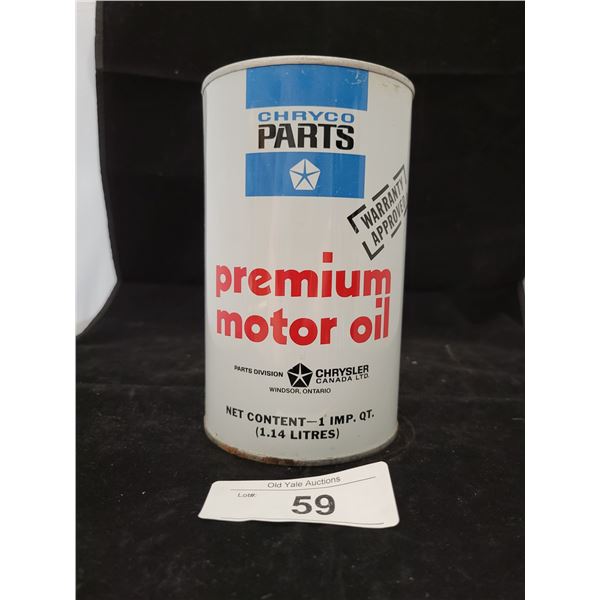 CHRYCO
PARTS
WARRANTY
APPROVED
premium
motor oil
PARTS DIVISION CHRYSLER
CANADA LTD.
WINDSOR, ONTARIO
NET CONTENT—1 IMP. QT.
(1.14 LITRES)
Old Yale Auctions
Lot#: 59